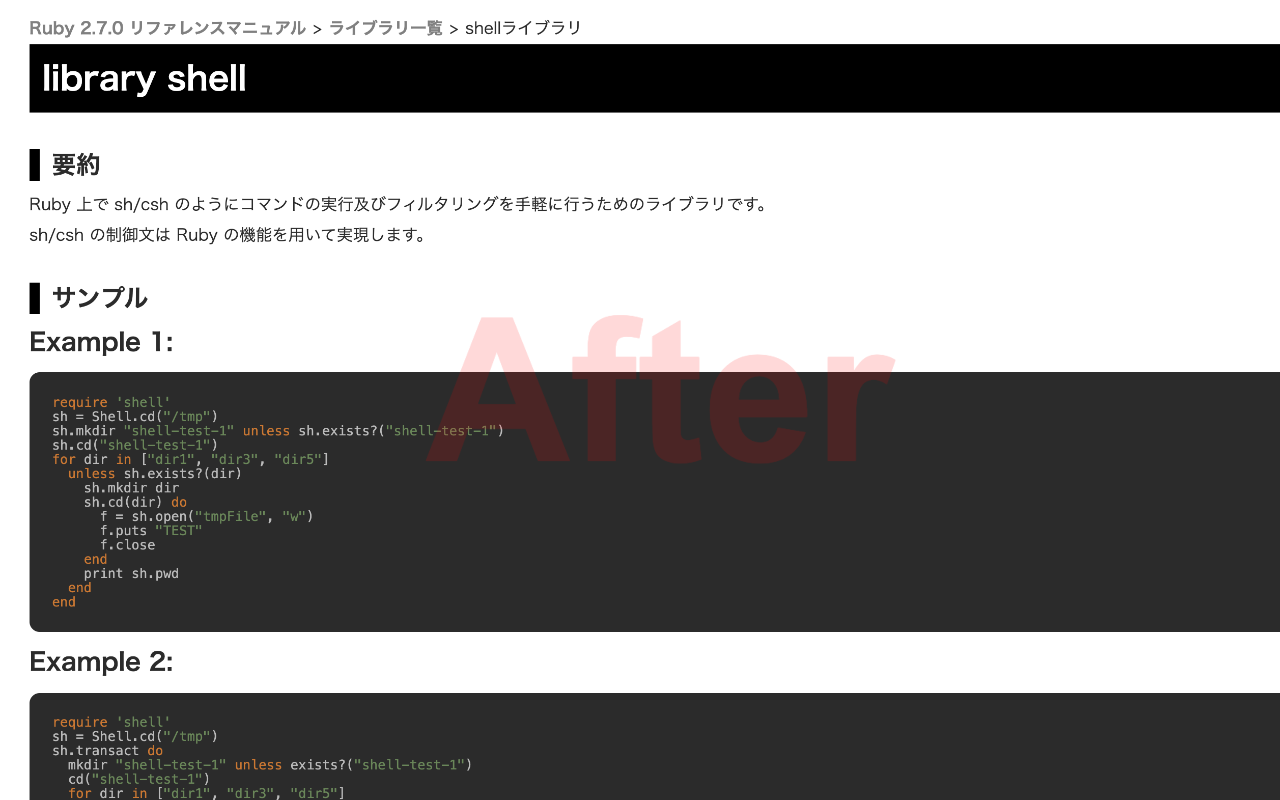 Ruby 2.7.0 リファレンスマニュアル > ライブラリ一覧 > shellライブラリ
library shell
要約
Ruby 上で sh/csh のようにコマンドの実行及びフィルタリングを手軽に行うためのライブラリです。
sh/csh の制御文は Ruby の機能を用いて実現します。
サンプル
After
Example 1:
require 'shell'
sh = Shell.cd("/tmp")
sh.mkdir "shell-test-1" unless sh.exists?("shell-test-1")
sh.cd("shell-test-1")
for dir in ["dir1", "dir3", "dir5"]
  unless sh.exists?(dir)
    sh.mkdir dir
    sh.cd(dir) do
      f = sh.open("tmpFile", "w")
      f.puts "TEST"
      f.close
    end
    print sh.pwd
  end
end
Example 2:
require 'shell'
sh = Shell.cd("/tmp")
sh.transact do
  mkdir "shell-test-1" unless exists?("shell-test-1")
  cd("shell-test-1")
  for dir in ["dir1", "dir3", "dir5"]